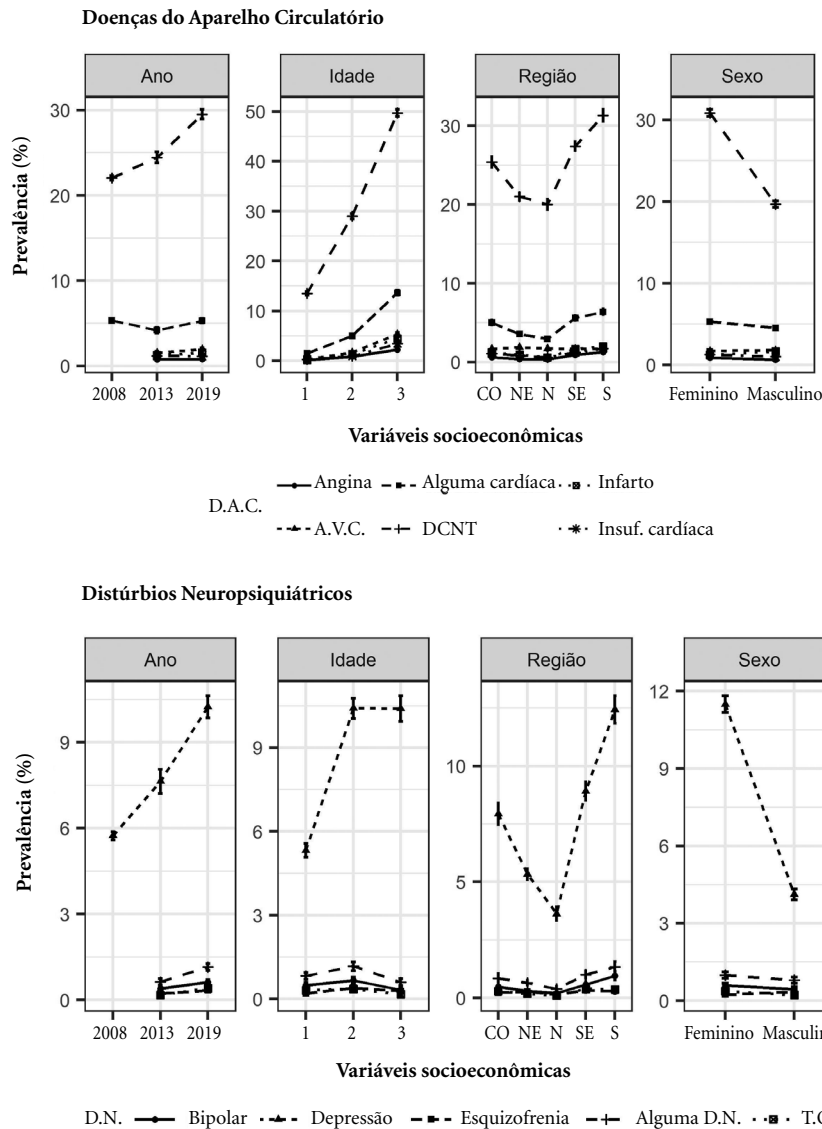 Doenças do Aparelho Circulatório
Ano Idade Região Sexo
Prevalência (%)
30
20
10
0
50
40
30
20
10
0
30
20
10
0
30
20
10
0
2008 2013 2019 1 2 3 CO NE N SE S Feminino Masculino
Variáveis socioeconômicas
D.A.C.
Angina Alguma cardíaca Infarto
A.V.C. DCNT Insuf. cardíaca
Distúrbios Neuropsiquiátricos
Ano Idade Região Sexo
Prevalência (%)
9
6
3
0
9
6
3
0
10
5
0
12
9
6
3
0
2008 2013 2019 1 2 3 CO NE N SE S Feminino Masculin
Variáveis socioeconômicas
D.N. Bipolar Depressão Esquizofrenia Alguma D.N.